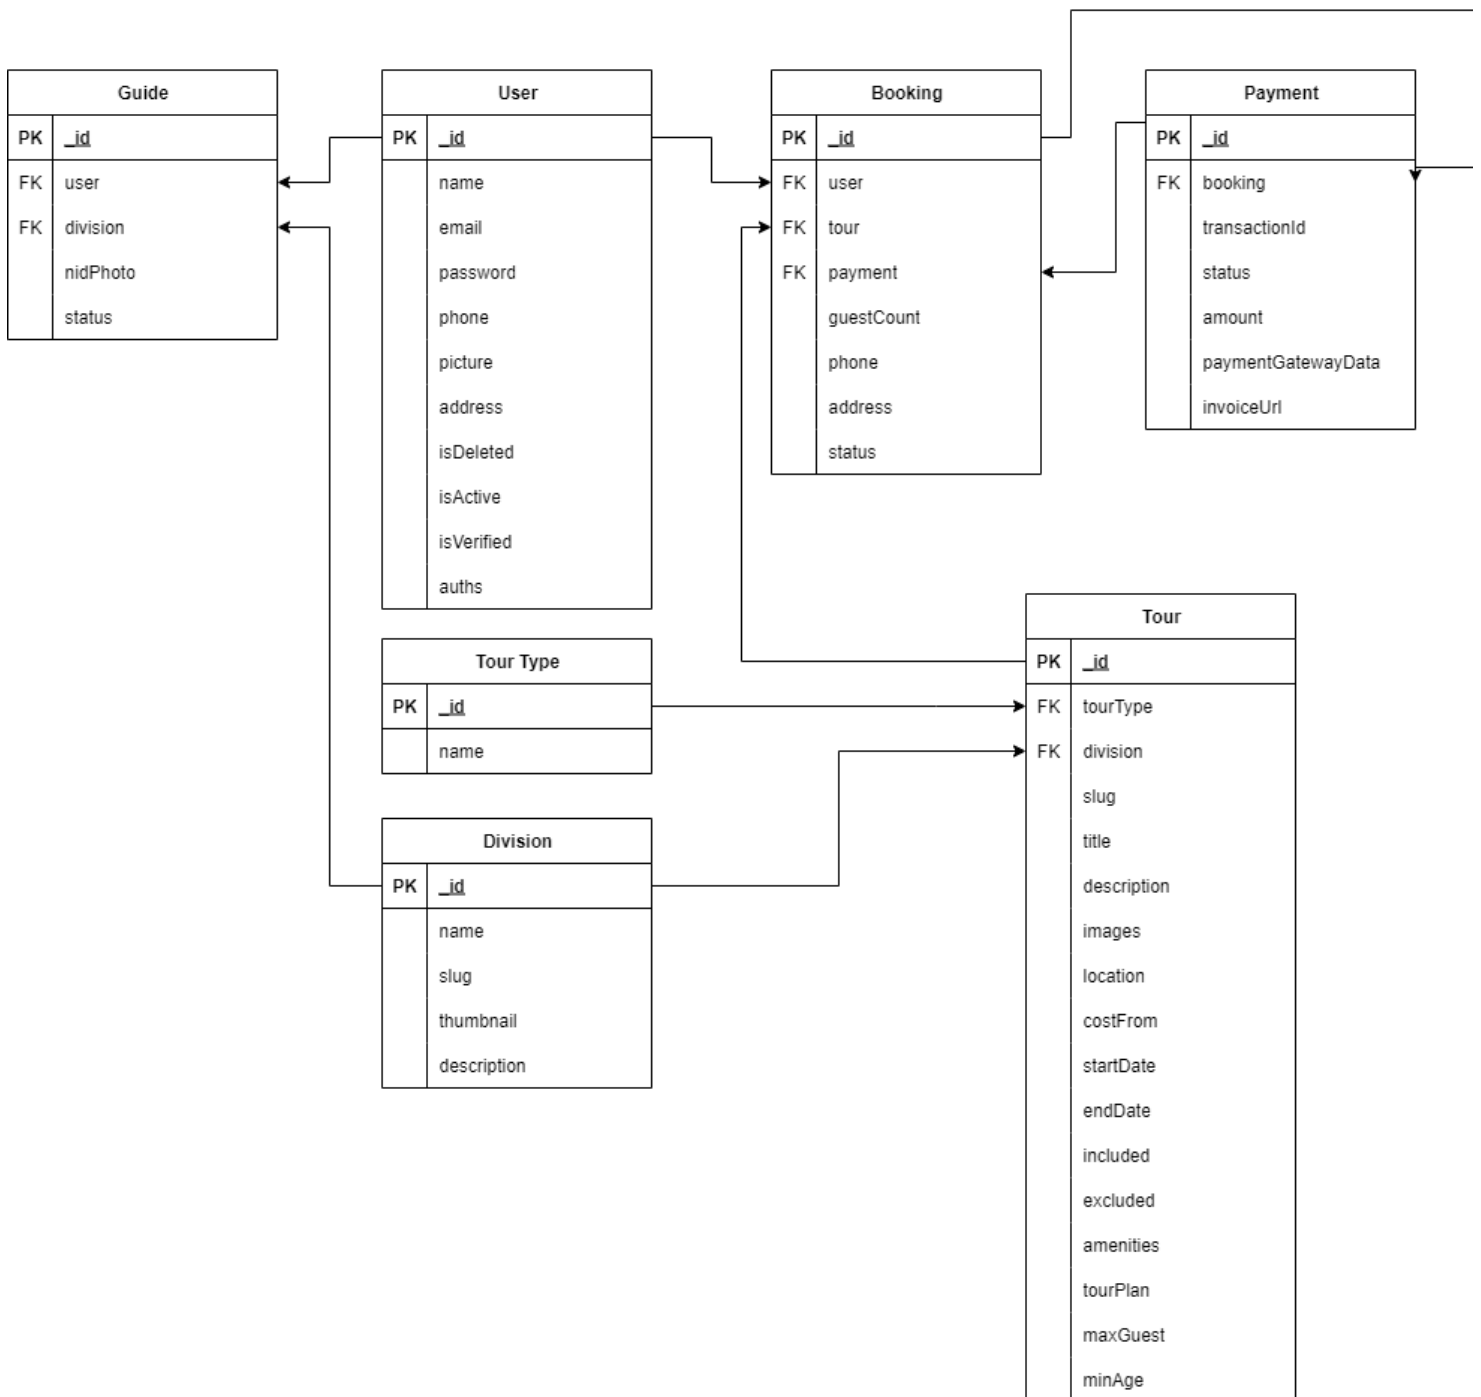 Guide
PK _id
FK user
FK division
nidPhoto
status
User
PK _id
name
email
password
phone
picture
address
isDeleted
isActive
isVerified
auths
Booking
PK _id
FK user
FK tour
FK payment
guestCount
phone
address
status
Payment
PK _id
FK booking
transactionId
status
amount
paymentGatewayData
invoiceUrl
Tour Type
PK _id
name
Division
PK _id
name
slug
thumbnail
description
Tour
PK _id
FK tourType
FK division
slug
title
description
images
location
costFrom
startDate
endDate
included
excluded
amenities
tourPlan
maxGuest
minAge